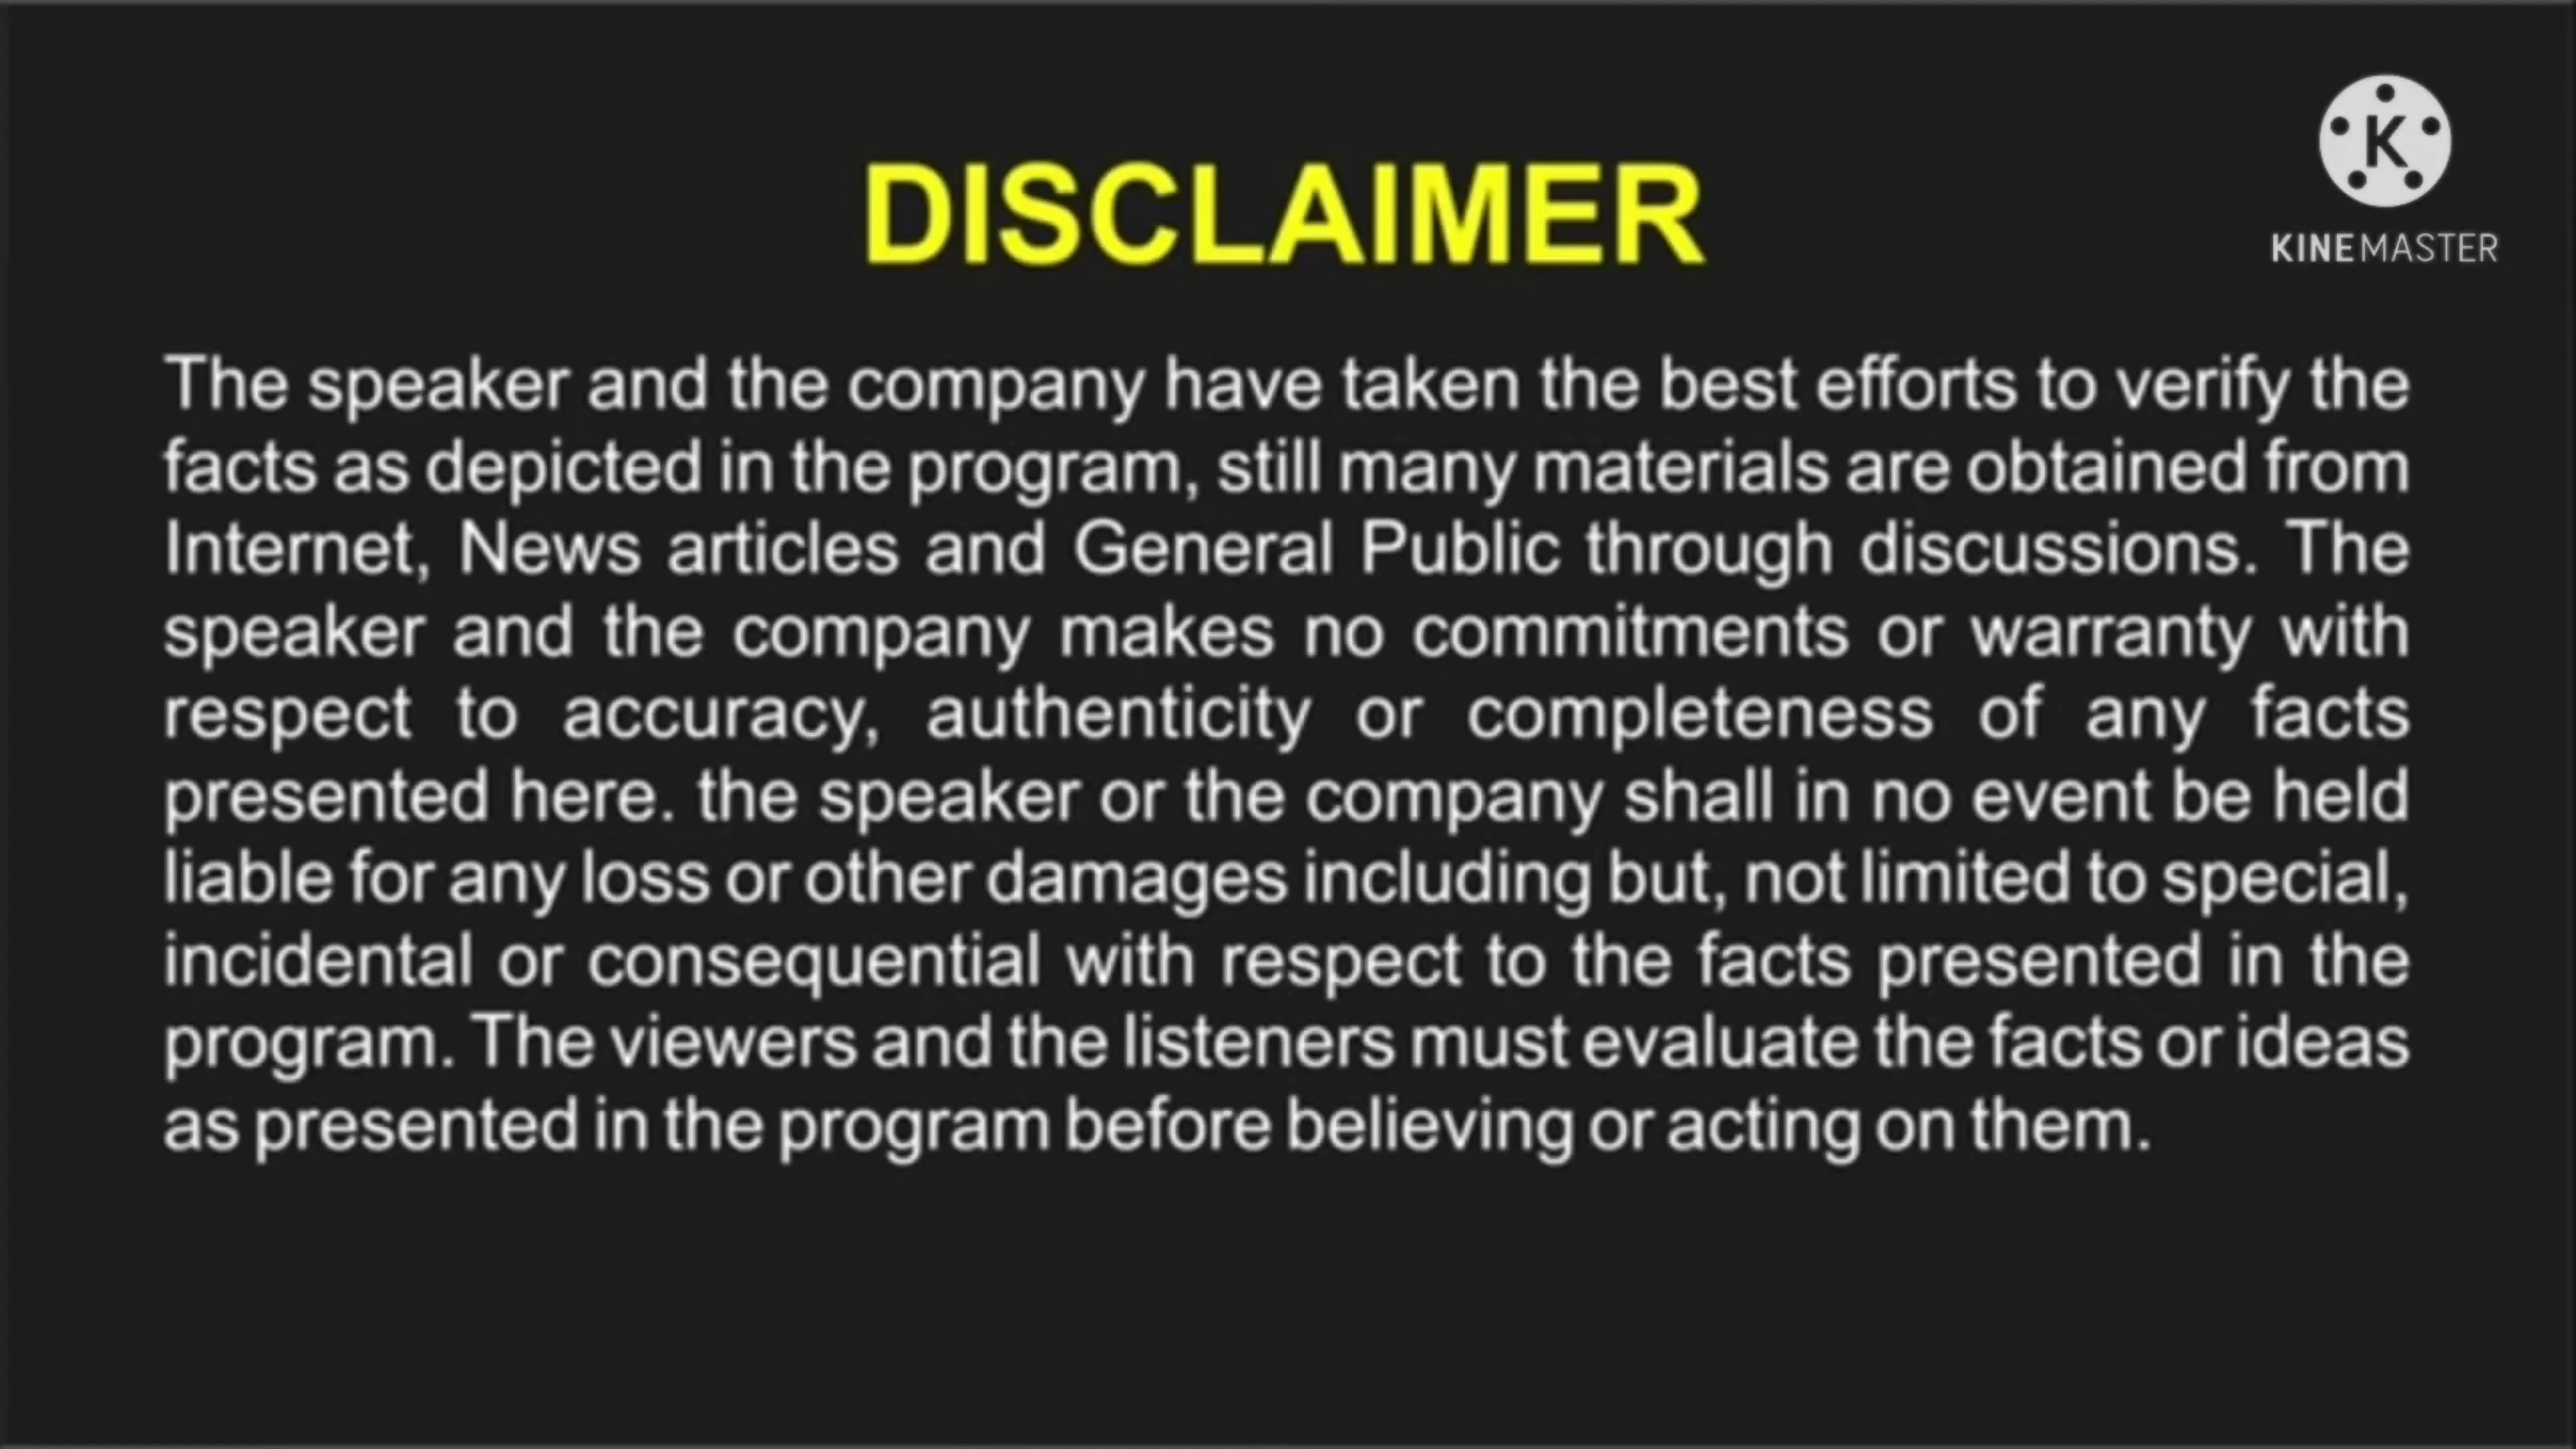 DISCLAIMER
KINEMASTER
The speaker and the company have taken the best efforts to verify the
facts as depicted in the program, still many materials are obtained from
Internet, News articles and General Public through discussions. The
speaker and the company makes no commitments or warranty with
respect to accuracy, authenticity or completeness of any facts
presented here. the speaker or the company shall in no event be held
liable for any loss or other damages including but, not limited to special,
incidental or consequential with respect to the facts presented in the
program. The viewers and the listeners must evaluate the facts or ideas
as presented in the program before believing or acting on them.